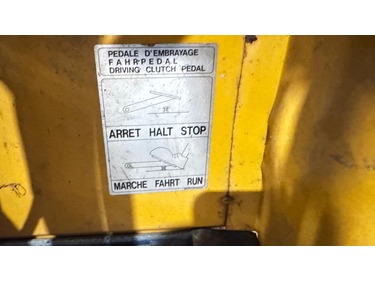 PEDALE D'EMBRAYAGE
FAHRPEDAL
DRIVING CLUTCH PEDAL
ARRET HALT STOP
MARCHE FAHRT RUN